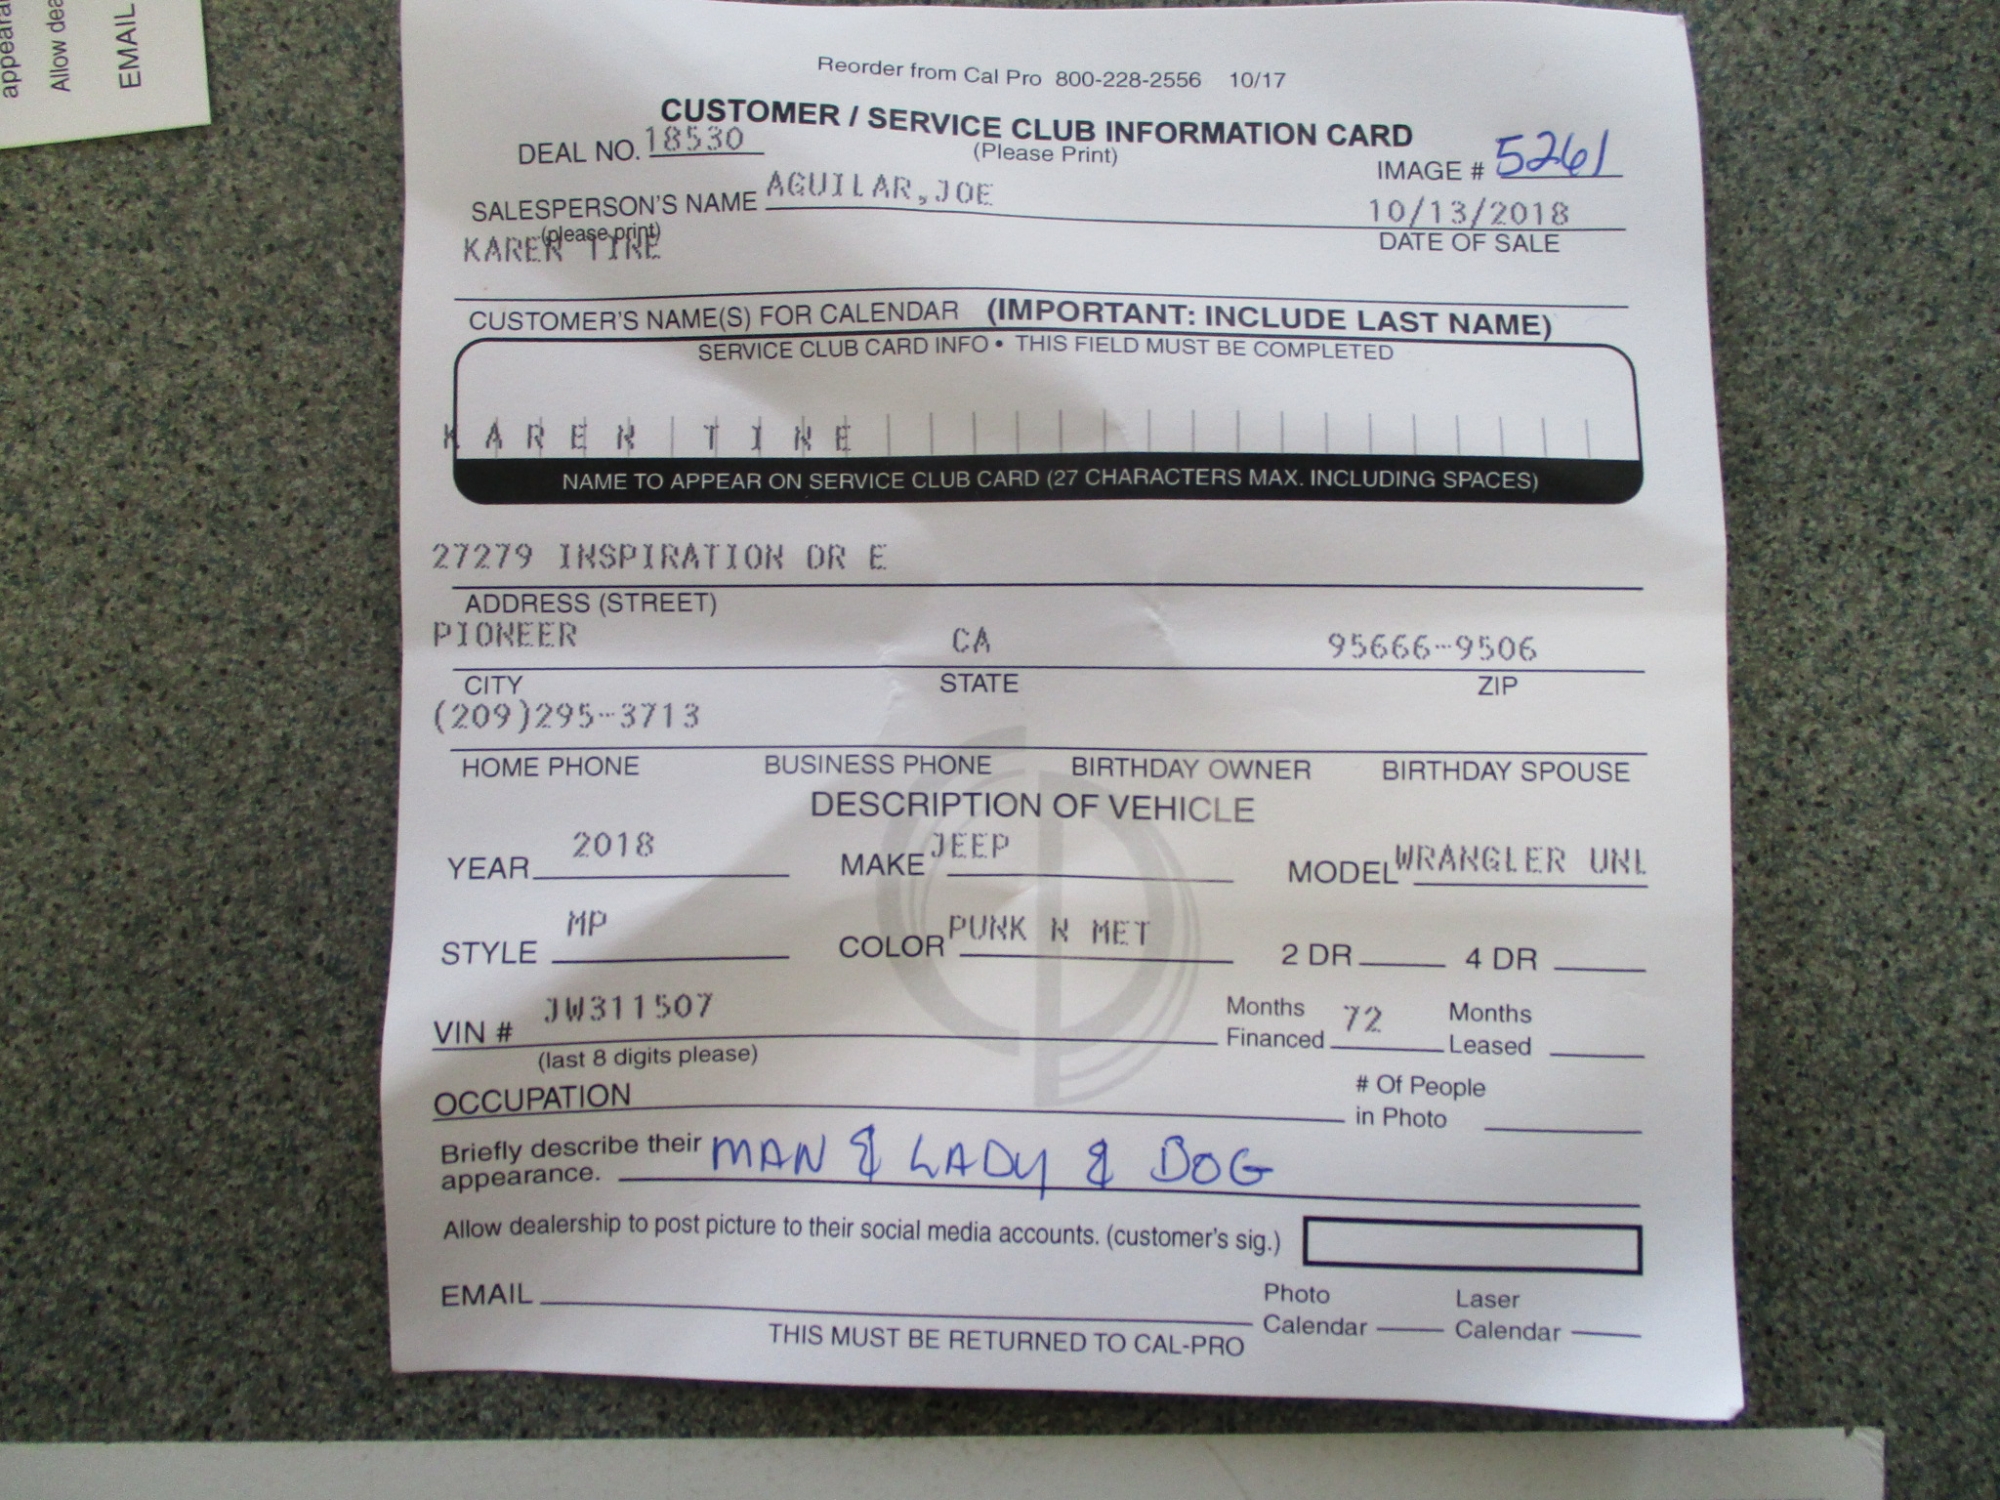 appeara
Allow dea
EMAIL
Reorder from Cal Pro 800-228-2556 10/17
CUSTOMER / SERVICE CLUB INFORMATION CARD
(Please Print)
DEAL NO. 18530
IMAGE # 5261
SALESPERSON'S NAME AGUILAR,JOE
(please print)
10/13/2018
DATE OF SALE
KAREN TINE
CUSTOMER'S NAME(S) FOR CALENDAR (IMPORTANT: INCLUDE LAST NAME)
SERVICE CLUB CARD INFO • THIS FIELD MUST BE COMPLETED
KAREN TINE
NAME TO APPEAR ON SERVICE CLUB CARD (27 CHARACTERS MAX. INCLUDING SPACES)
27279 INSPIRATION DR E
ADDRESS (STREET)
PIONEER CA 95666-9506
CITY STATE ZIP
(209)295-3713
HOME PHONE BUSINESS PHONE BIRTHDAY OWNER BIRTHDAY SPOUSE
DESCRIPTION OF VEHICLE
YEAR 2018 MAKE JEEP MODEL WRANGLER UNL
STYLE MP COLOR PUNK N MET 2 DR 4 DR
VIN # JW311507
(last 8 digits please)
Months Financed 72 Months Leased
OCCUPATION
# Of People in Photo
Briefly describe their appearance. MAN & LADY & DOG
Allow dealership to post picture to their social media accounts. (customer's sig.)
EMAIL
Photo Calendar Laser Calendar
THIS MUST BE RETURNED TO CAL-PRO